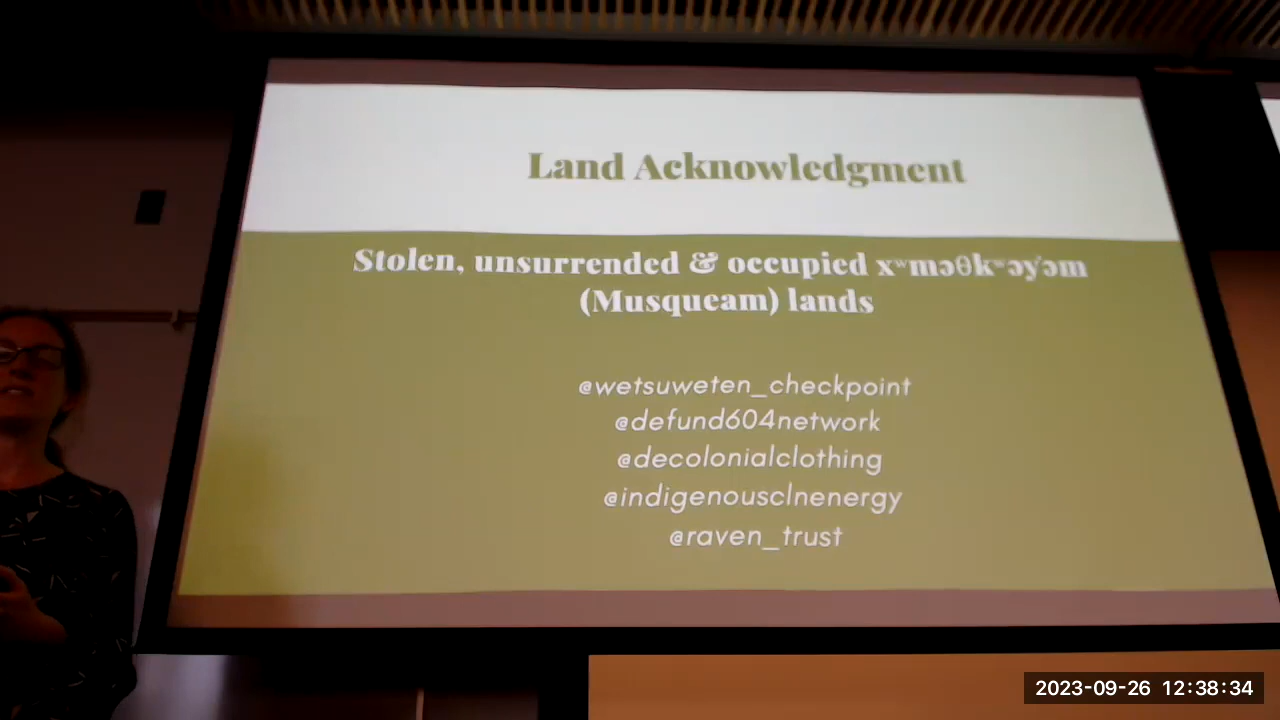 Land Acknowledgment
Stolen, unsurrended & occupied xʷməθkʷəy̓əm
(Musqueam) lands
@wetsuweten_checkpoint
@defund604network
@decolonialclothing
@indigenousclnenergy
@raven_trust
2023-09-26 12:38:34